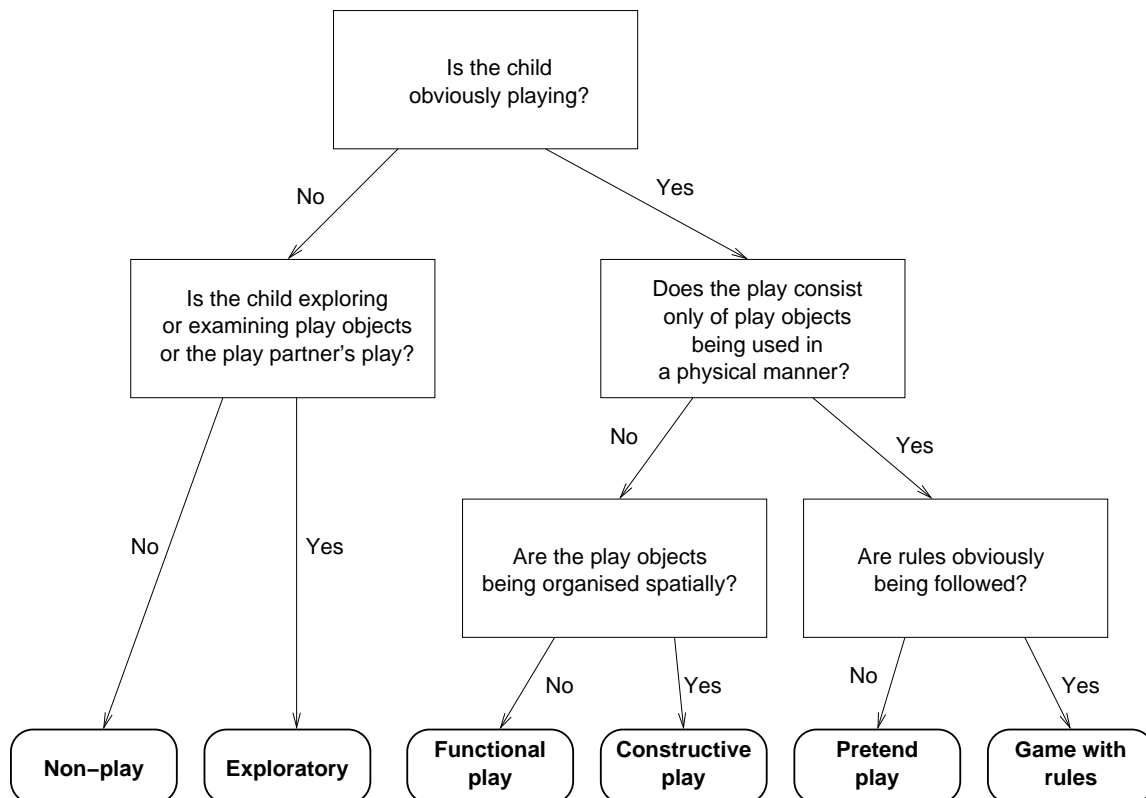 Is the child
obviously playing?
No
Yes
Is the child exploring
or examining play objects
or the play partner’s play?
Does the play consist
only of play objects
being used in
a physical manner?
No
Yes
No
Yes
Are the play objects
being organised spatially?
Are rules obviously
being followed?
No
Yes
No
Yes
Non−play
Exploratory
Functional
play
Constructive
play
Pretend
play
Game with
rules